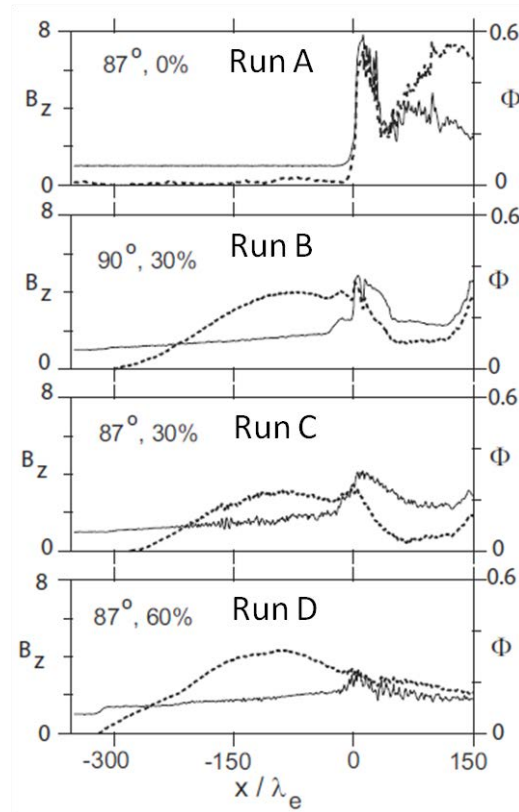 8 87°, 0% Run A 0.6
B_z Φ
0 0
8 90°, 30% Run B 0.6
B_z Φ
0 0
8 87°, 30% Run C 0.6
B_z Φ
0 0
8 87°, 60% Run D 0.6
B_z Φ
0 0
-300 -150 0 150
x / λ_e